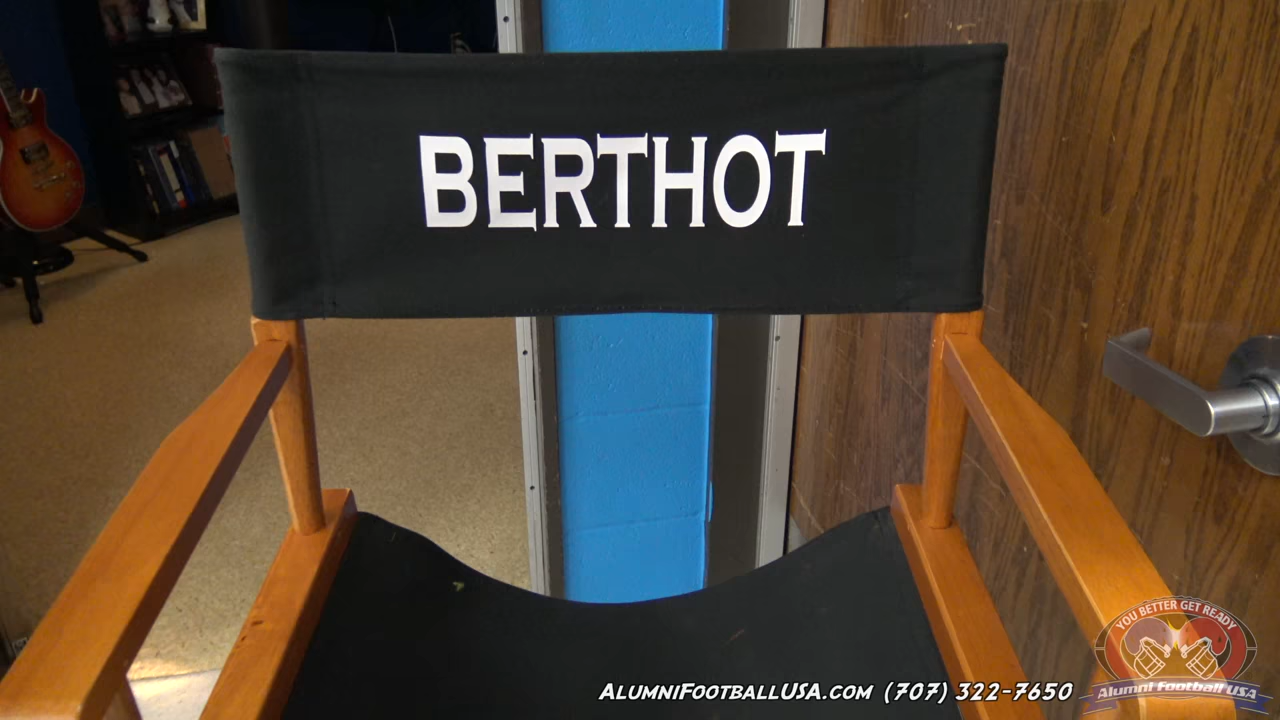 BERTHOT
YOU BETTER GET READY
Alumni Football USA
AlumniFootballUSA.com (707) 322-7650